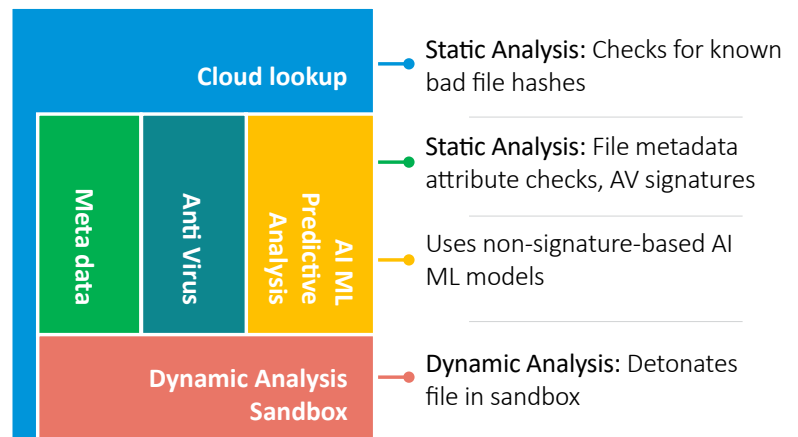 Cloud lookup
Meta data
Anti Virus
AI ML
Predictive
Analysis
Dynamic Analysis
Sandbox
Static Analysis: Checks for known
bad file hashes
Static Analysis: File metadata
attribute checks, AV signatures
Uses non-signature-based AI
ML models
Dynamic Analysis: Detonates
file in sandbox